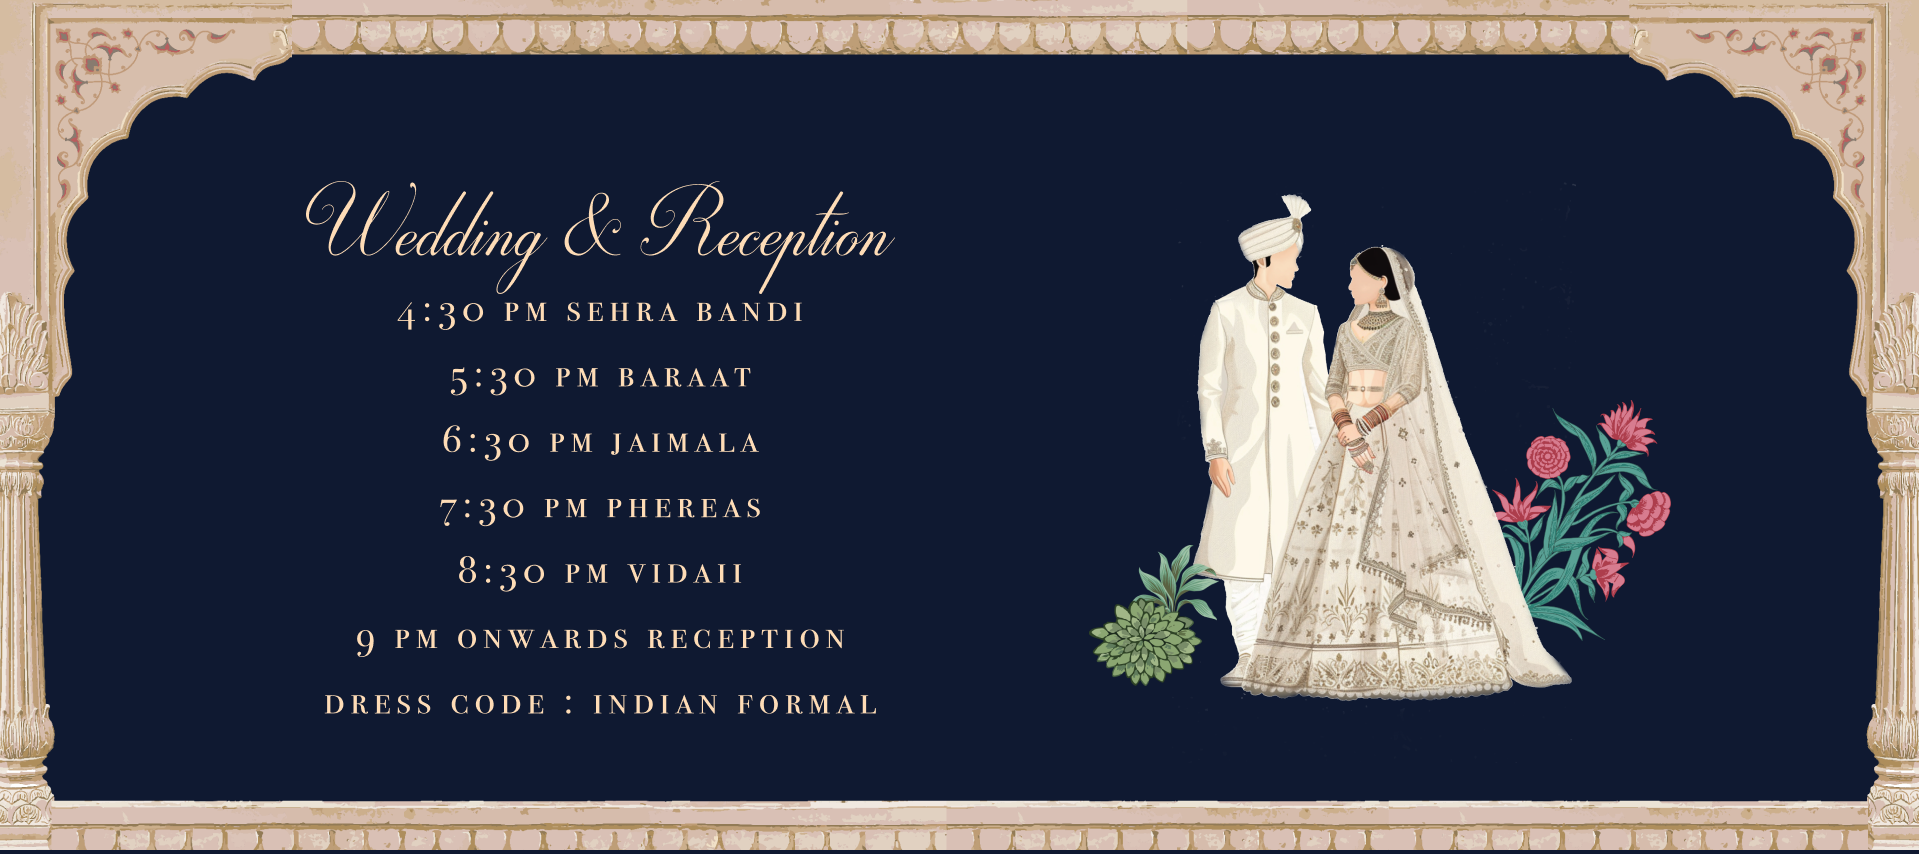 Wedding & Reception
4:30 PM SEHRA BANDI
5:30 PM BARAAT
6:30 PM JAIMALA
7:30 PM PHEREAS
8:30 PM VIDAII
9 PM ONWARDS RECEPTION
DRESS CODE : INDIAN FORMAL